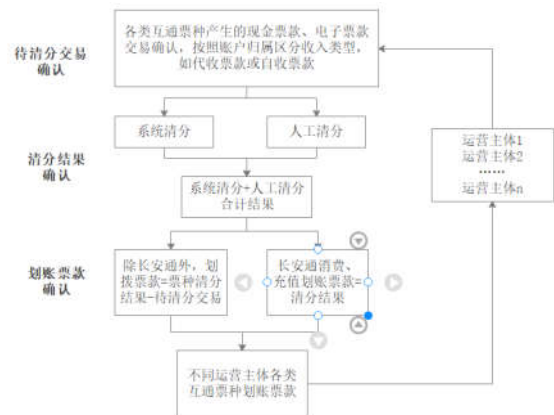 各类互通票种产生的现金票款、电子票款
交易确认，按照账户归属区分收入类型，
如代收票款或自收票款
待清分交易
确认
系统清分
人工清分
运营主体1
运营主体2
……
运营主体n
清分结果
确认
系统清分+人工清分
合计结果
划账票款
确认
除长安通外，划
拨票款=票种清分
结果-待清分交易
长安通消费、
充值划账票款=
清分结果
不同运营主体各类
互通票种划账票款